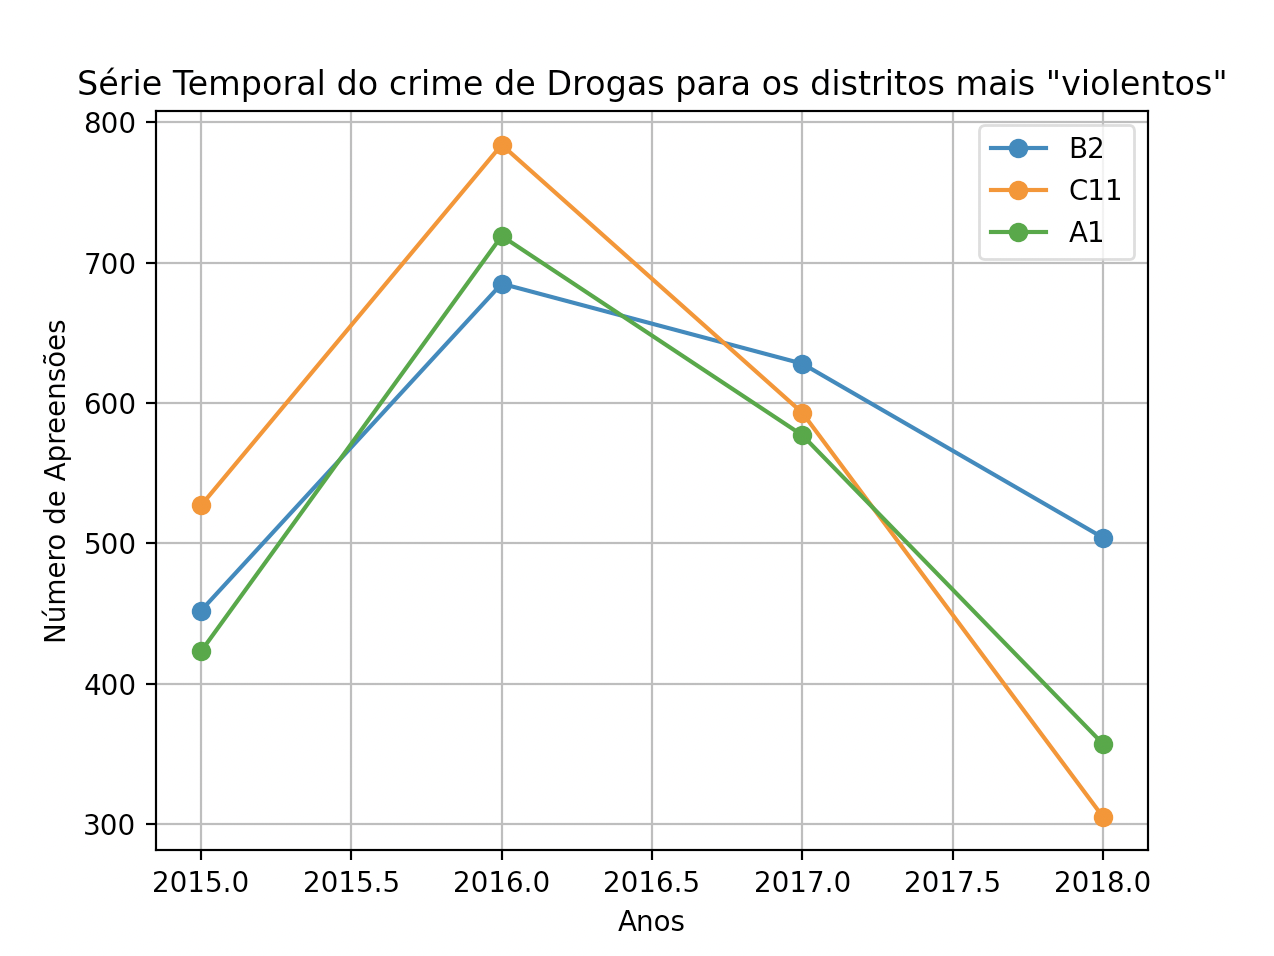 Série Temporal do crime de Drogas para os distritos mais "violentos"
800
700
600
500
400
300
Número de Apreensões
B2
C11
A1
2015.0 2015.5 2016.0 2016.5 2017.0 2017.5 2018.0
Anos